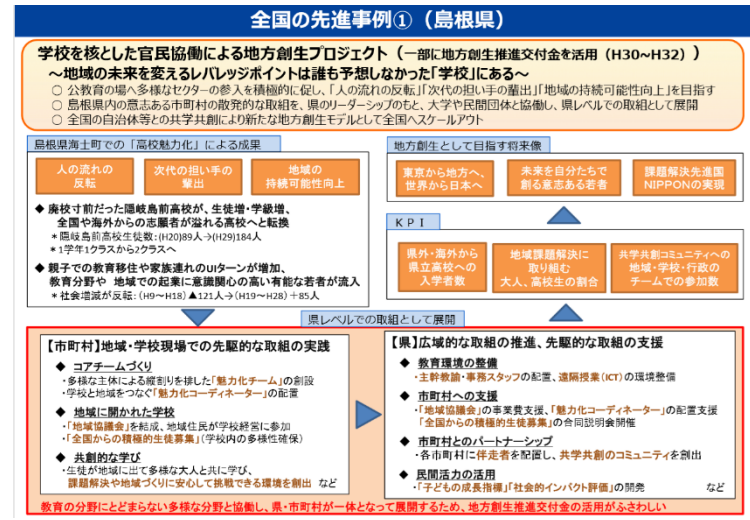 全国の先進事例①（島根県）
学校を核とした官民協働による地方創生プロジェクト（一部に地方創生推進交付金を活用（H30～H32））
～地域の未来を変えるレバレッジポイントは誰も予想しなかった「学校」にある～
○ 公教育の場へ多様なセクターの参入を積極的に促し、「人の流れの反転」「次代の担い手の輩出」「地域の持続可能性向上」を目指す
○ 島根県内の意志ある市町村の散発的な取組を、県のリーダーシップのもと、大学や民間団体と協働し、県レベルでの取組として展開
○ 全国の自治体等との共学共創により新たな地方創生モデルとして全国へスケールアウト
島根県海士町での「高校魅力化」による成果
人の流れの
反転
次代の担い手の
輩出
地域の
持続可能性向上
◆ 廃校寸前だった隠岐島前高校が、生徒増・学級増、
全国や海外からの志願者が溢れる高校へと転換
＊隠岐島前高校生徒数：(H20)89人→(H29)184人
＊1学年1クラスから2クラスへ
◆ 親子での教育移住や家族連れのUIターンが増加、
教育分野や 地域での起業に意識関心の高い有能な若者が流入
＊社会増減が反転：(H9～H18)▲121人→(H19～H28)＋85人
地方創生として目指す将来像
東京から地方へ、
世界から日本へ
未来を自分たちで
創る意志ある若者
課題解決先進国
NIPPONの実現
ＫＰＩ
県外・海外から
県立高校への
入学者数
地域課題解決に
取り組む
大人、高校生の割合
共学共創コミュニティへの
地域・学校・行政の
チームでの参加数
県レベルでの取組として展開
【市町村】地域・学校現場での先駆的な取組の実践
◆ コアチームづくり
・多様な主体による縦割りを排した「魅力化チーム」の創設
・学校と地域をつなぐ「魅力化コーディネーター」の配置
◆ 地域に開かれた学校
・「地域協議会」を結成、地域住民が学校経営に参加
・「全国からの積極的生徒募集」（学校内の多様性確保）
◆ 共創的な学び
・生徒が地域に出て多様な大人と共に学び、
課題解決や地域づくりに安心して挑戦できる環境を創出 など
【県】広域的な取組の推進、先駆的な取組の支援
◆ 教育環境の整備
・主幹教諭・事務スタッフの配置、遠隔授業（ICT）の環境整備
◆ 市町村への支援
・「地域協議会」の事業費支援、「魅力化コーディネーター」の配置支援
「全国からの積極的生徒募集」の合同説明会開催
◆ 市町村とのパートナーシップ
・各市町村に伴走者を配置し、共学共創のコミュニティを創出
◆ 民間活力の活用
・「子どもの成長指標」「社会的インパクト評価」の開発 など
教育の分野にとどまらない多様な分野と協働し、県・市町村が一体となって展開するため、地方創生推進交付金の活用がふさわしい